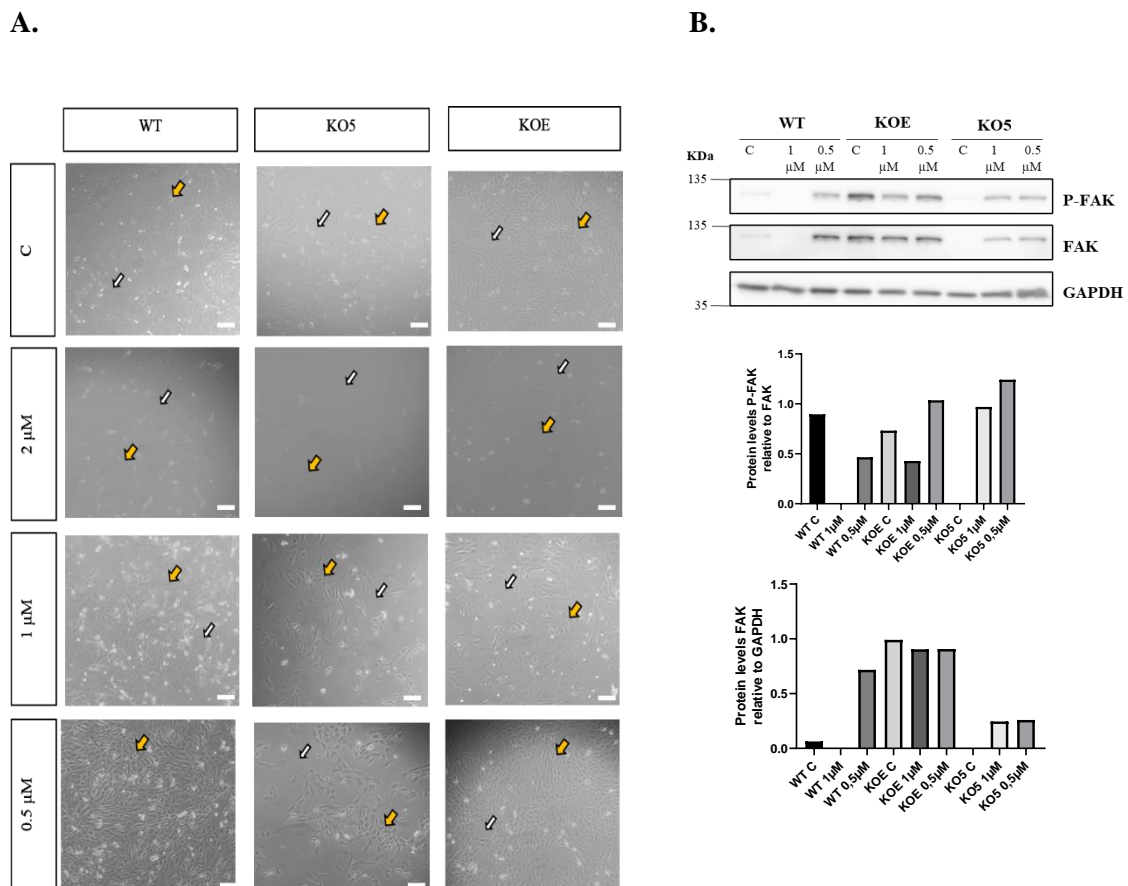 A.
WT KO5 KOE
C
2 µM
1 µM
0.5 µM
B.
WT KOE KO5
KDa C 1 µM 0.5 µM C 1 µM 0.5 µM C 1 µM 0.5 µM
135 P-FAK
135 FAK
GAPDH
35
Protein levels P-FAK
relative to FAK
1.5
1.0
0.5
0.0
WT C
WT 1µM
WT 0,5µM
KOE C
KOE 1µM
KOE 0,5µM
KO5 C
KO5 1µM
KO5 0,5µM
Protein levels FAK
relative to GAPDH
1.5
1.0
0.5
0.0
WT C
WT 1µM
WT 0,5µM
KOE C
KOE 1µM
KOE 0,5µM
KO5 C
KO5 1µM
KO5 0,5µM